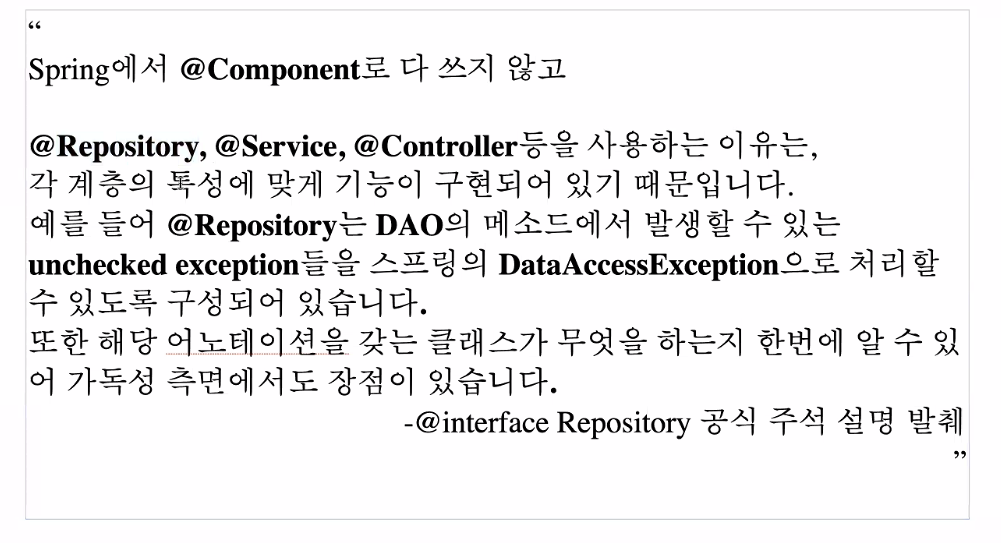 “
Spring에서 @Component로 다 쓰지 않고
@Repository, @Service, @Controller등을 사용하는 이유는,
각 계층의 특성에 맞게 기능이 구현되어 있기 때문입니다.
예를 들어 @Repository는 DAO의 메소드에서 발생할 수 있는
unchecked exception들을 스프링의 DataAccessException으로 처리할
수 있도록 구성되어 있습니다.
또한 해당 어노테이션을 갖는 클래스가 무엇을 하는지 한번에 알 수 있
어 가독성 측면에서도 장점이 있습니다.
-@interface Repository 공식 주석 설명 발췌
”